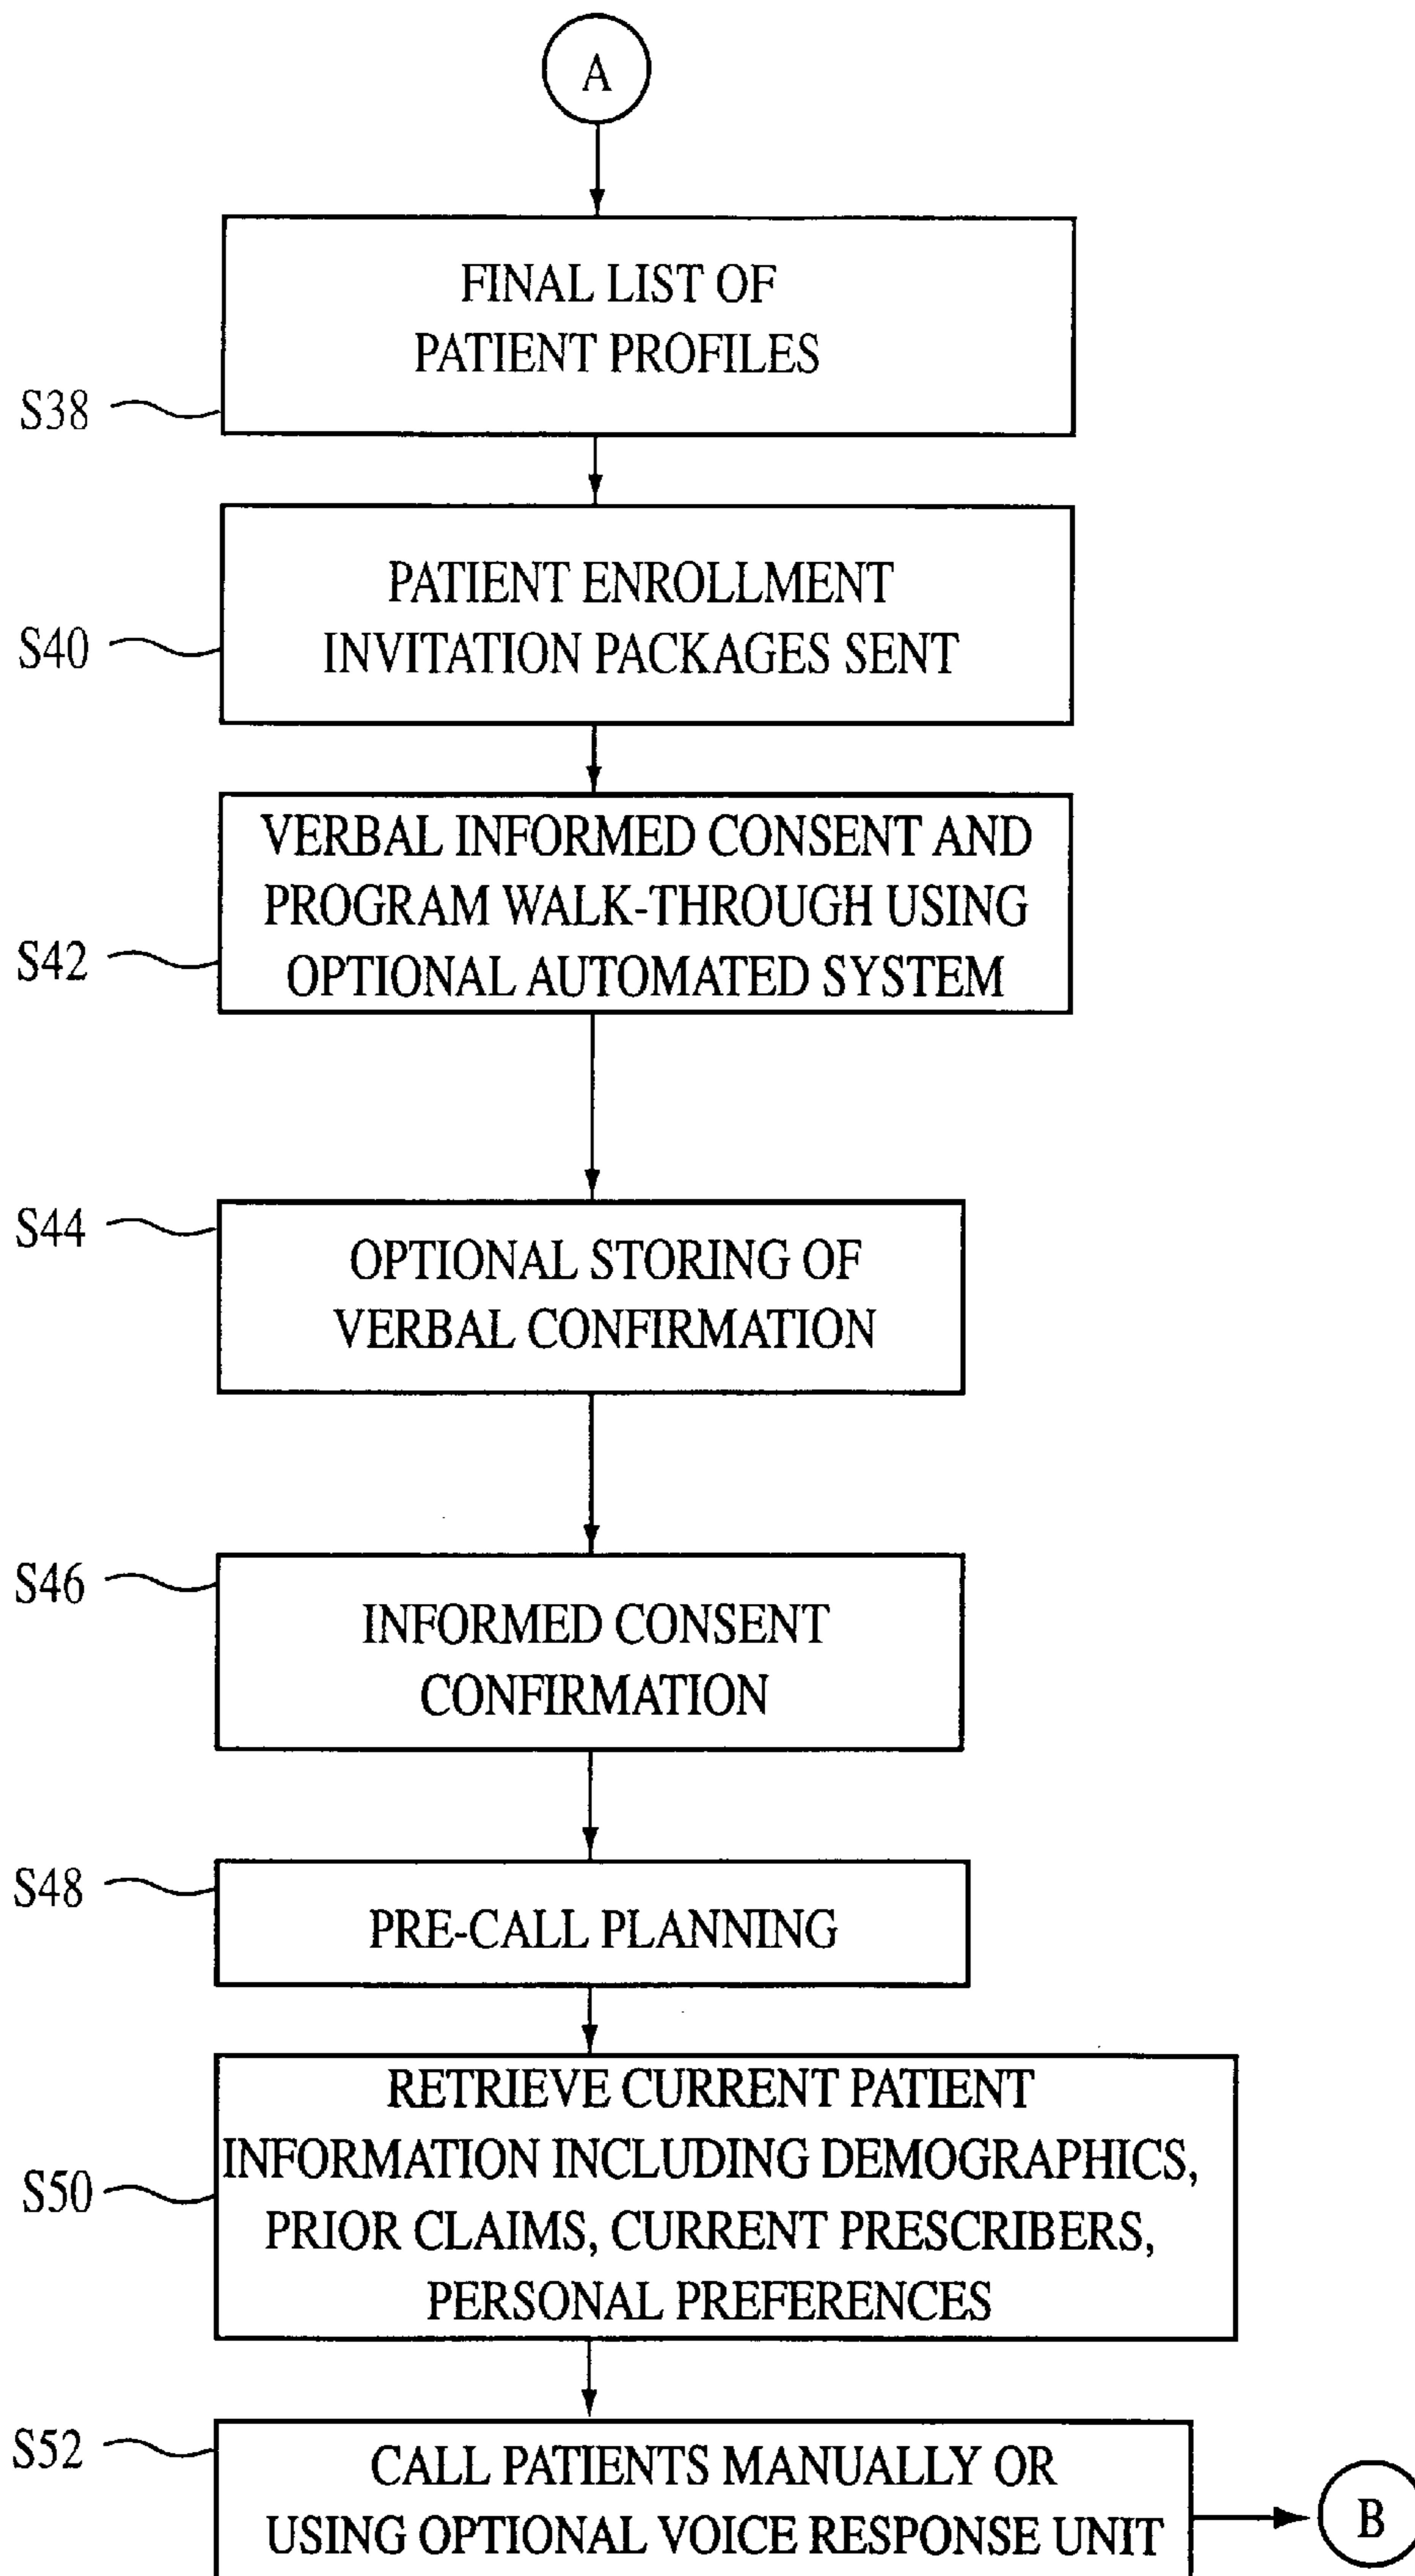 A
FINAL LIST OF
PATIENT PROFILES
S38
PATIENT ENROLLMENT
INVITATION PACKAGES SENT
S40
VERBAL INFORMED CONSENT AND
PROGRAM WALK-THROUGH USING
OPTIONAL AUTOMATED SYSTEM
S42
S44
OPTIONAL STORING OF
VERBAL CONFIRMATION
S46
INFORMED CONSENT
CONFIRMATION
S48
PRE-CALL PLANNING
RETRIEVE CURRENT PATIENT
INFORMATION INCLUDING DEMOGRAPHICS,
S50
PRIOR CLAIMS, CURRENT PRESCRIBERS,
PERSONAL PREFERENCES
S52
CALL PATIENTS MANUALLY OR
USING OPTIONAL VOICE RESPONSE UNIT
B